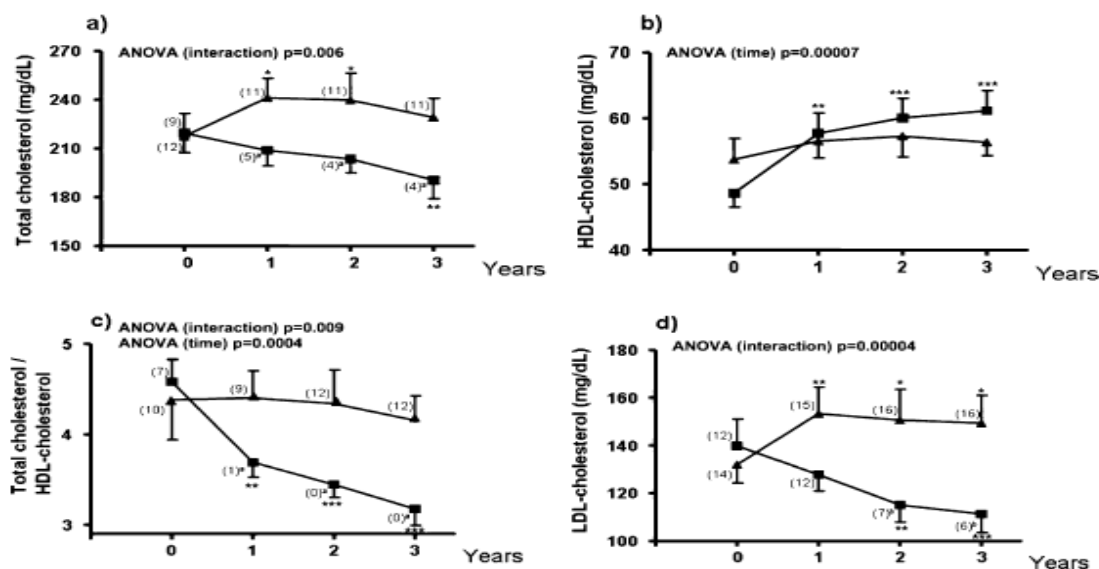 a)
ANOVA (interaction) p=0.006
Total cholesterol (mg/dL)
270
240
210
180
150
(9)
(12)
*
(11)
*
(11)
(11)
(5)ª
(4)ª
(4)ª
**
0 1 2 3 Years
b)
ANOVA (time) p=0.00007
HDL-cholesterol (mg/dL)
70
60
50
40
**
***
***
0 1 2 3 Years
c)
ANOVA (interaction) p=0.009
ANOVA (time) p=0.0004
Total cholesterol /
HDL-cholesterol
5
4
3
(7)
(10)
(9)
(12)
(12)
(1)ª
**
(0)ª
***
(0)ª
***
0 1 2 3 Years
d)
ANOVA (interaction) p=0.00004
LDL-cholesterol (mg/dL)
180
160
140
120
100
(12)
(14)
**
(15)
*
(16)
*
(16)
(12)
(7)ᵇ
**
(6)ᵇ
***
0 1 2 3 Years